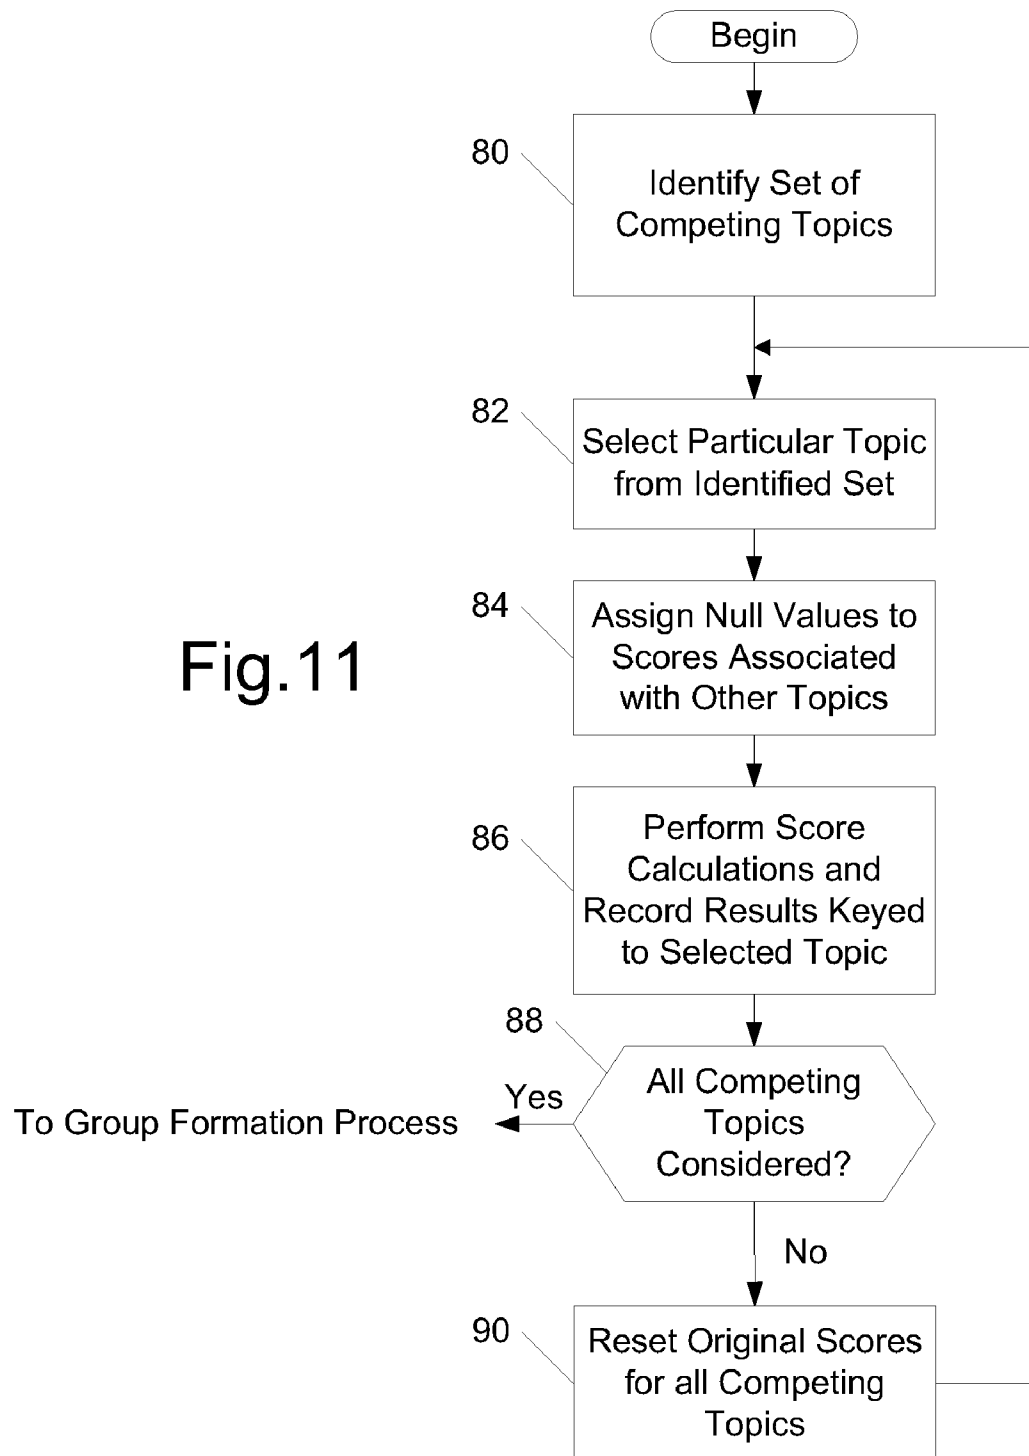 Begin
80
Identify Set of
Competing Topics
82
Select Particular Topic
from Identified Set
84
Assign Null Values to
Scores Associated
with Other Topics
Fig.11
86
Perform Score
Calculations and
Record Results Keyed
to Selected Topic
88
All Competing
Topics
Considered?
Yes
To Group Formation Process
No
90
Reset Original Scores
for all Competing
Topics